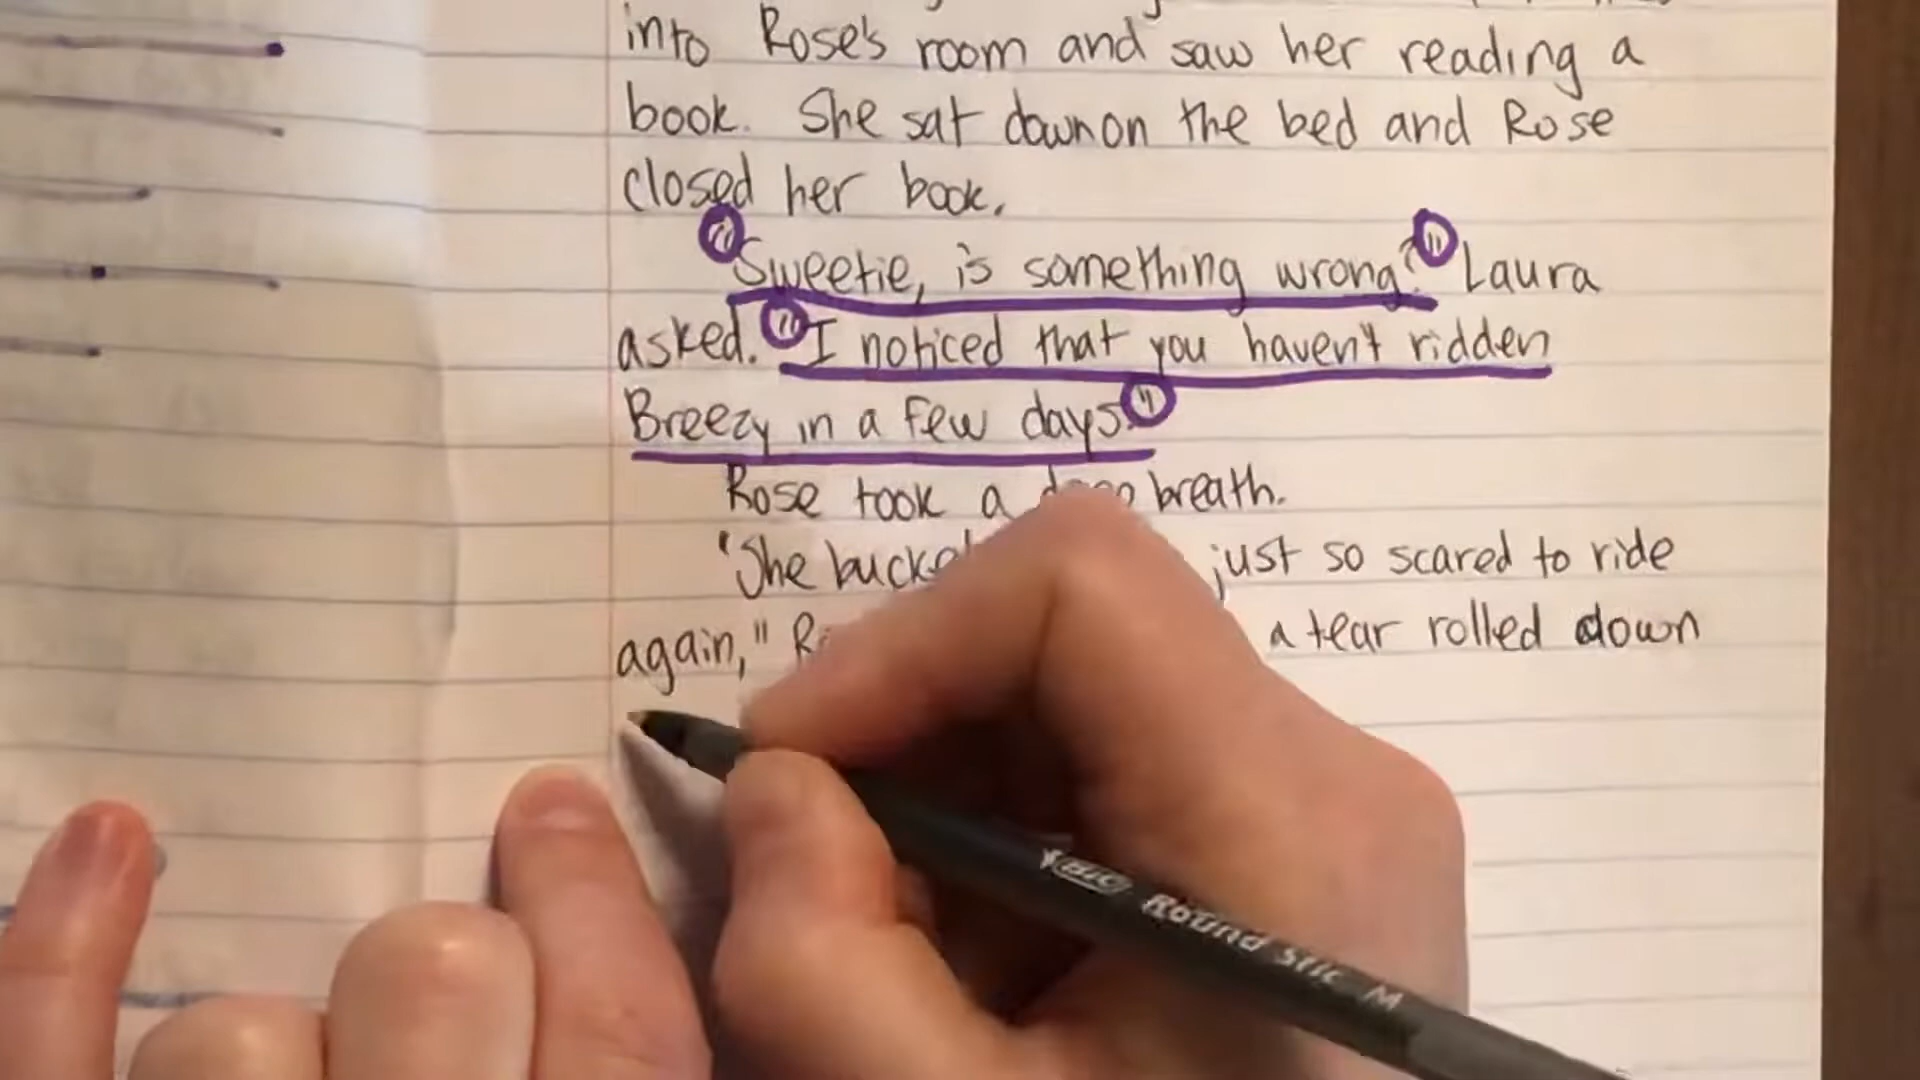 into Rose's room and saw her reading a
book. She sat down on the bed and Rose
closed her book.
"Sweetie, is something wrong?" Laura
asked. "I noticed that you haven't ridden
Breezy in a few days."
Rose took a breath.
"She just so scared to ride
again," a tear rolled down
BIC Round Stic M